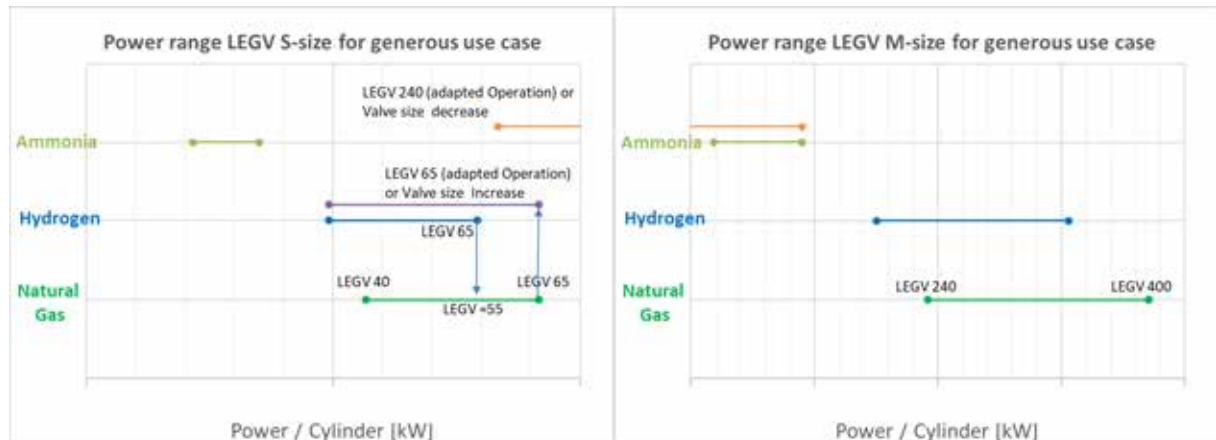 Power range LEGV S-size for generous use case
LEGV 240 (adapted Operation) or
Valve size decrease
Ammonia
LEGV 65 (adapted Operation)
or Valve size Increase
Hydrogen
LEGV 65
LEGV 40
LEGV 65
Natural
Gas
LEGV ≈55
Power / Cylinder [kW]
Power range LEGV M-size for generous use case
Ammonia
Hydrogen
Natural
Gas
LEGV 240
LEGV 400
Power / Cylinder [kW]